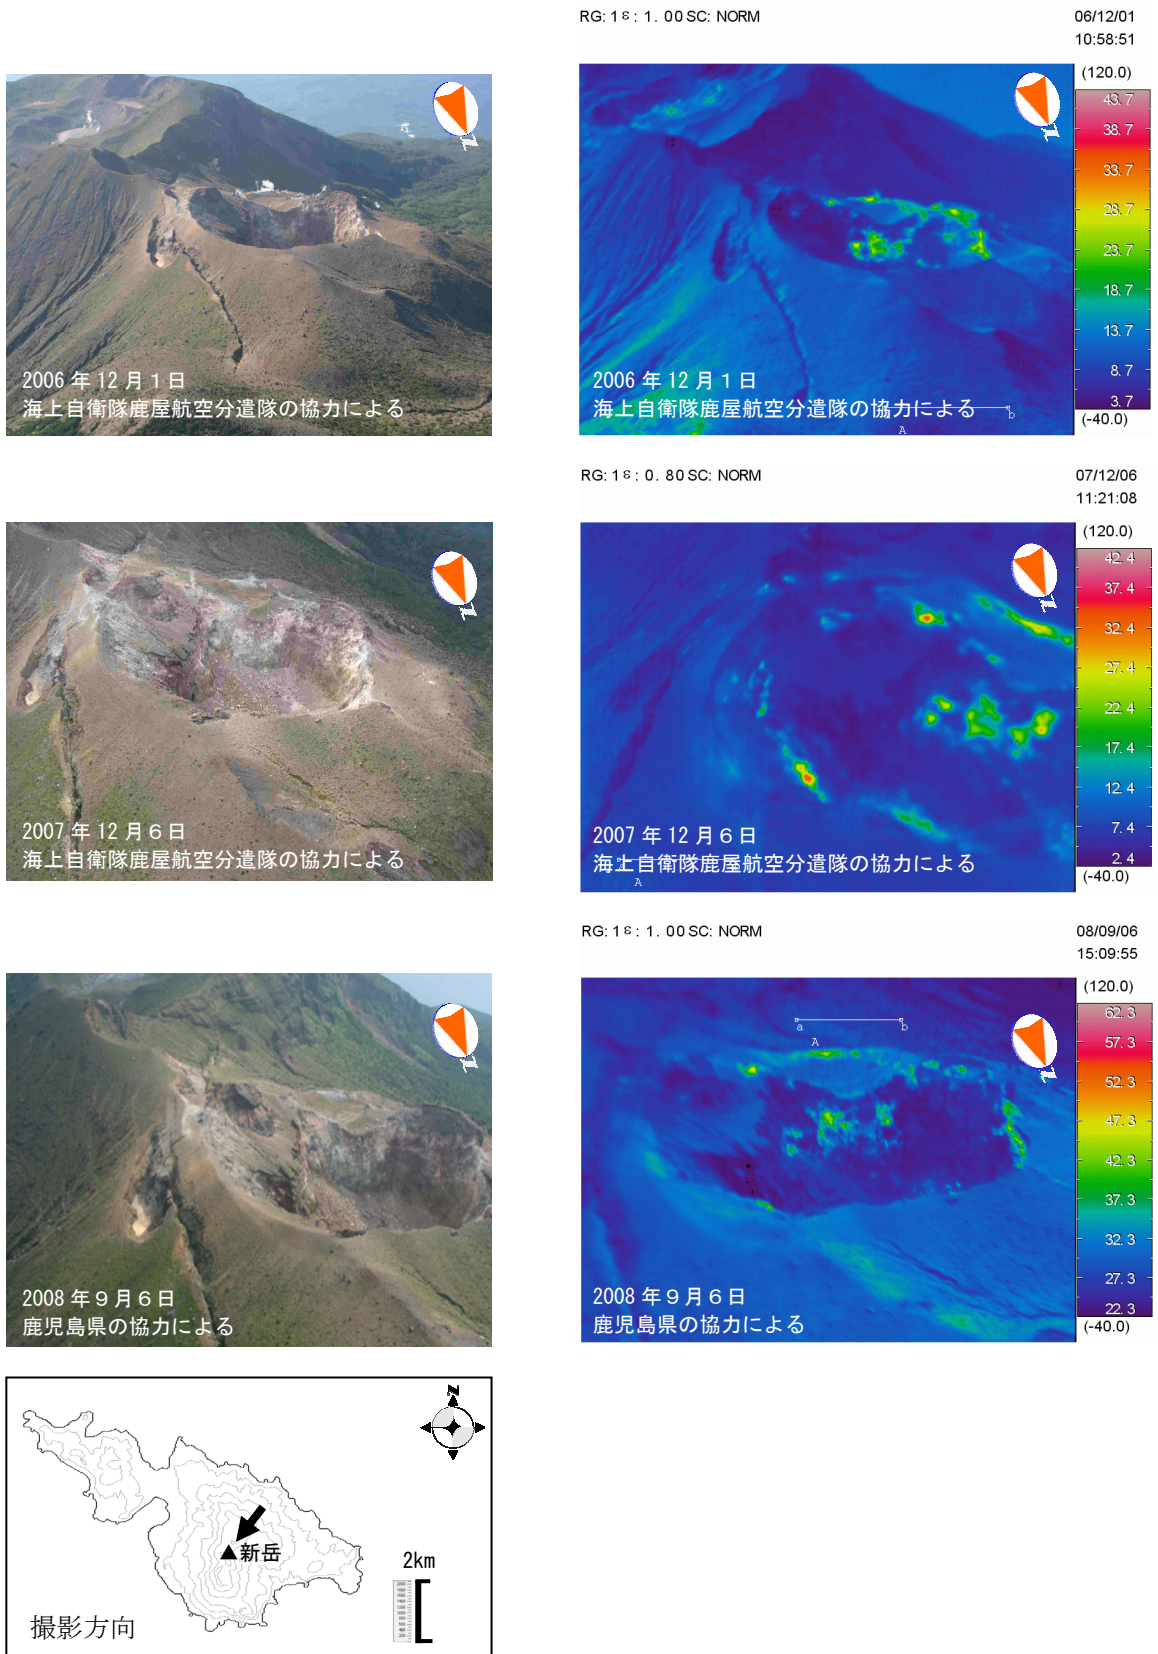 RG: 1 ε: 1. 00 SC: NORM
06/12/01
10:58:51
(120.0)
43. 7
38. 7
33. 7
28. 7
23. 7
18. 7
13. 7
8. 7
3. 7
(-40.0)
N
2006 年 12 月 1 日
海上自衛隊鹿屋航空分遣隊の協力による
N
2006 年 12 月 1 日
海上自衛隊鹿屋航空分遣隊の協力による
b
A
RG: 1 ε: 0. 80 SC: NORM
07/12/06
11:21:08
(120.0)
42. 4
37. 4
32. 4
27. 4
22. 4
17. 4
12. 4
7. 4
2. 4
(-40.0)
N
2007 年 12 月 6 日
海上自衛隊鹿屋航空分遣隊の協力による
N
2007 年 12 月 6 日
海上自衛隊鹿屋航空分遣隊の協力による
A
RG: 1 ε: 1. 00 SC: NORM
08/09/06
15:09:55
(120.0)
62. 3
57. 3
52. 3
47. 3
42. 3
37. 3
32. 3
27. 3
22. 3
(-40.0)
N
2008 年 9 月 6 日
鹿児島県の協力による
a
b
A
N
2008 年 9 月 6 日
鹿児島県の協力による
N
▲新岳
2km
撮影方向